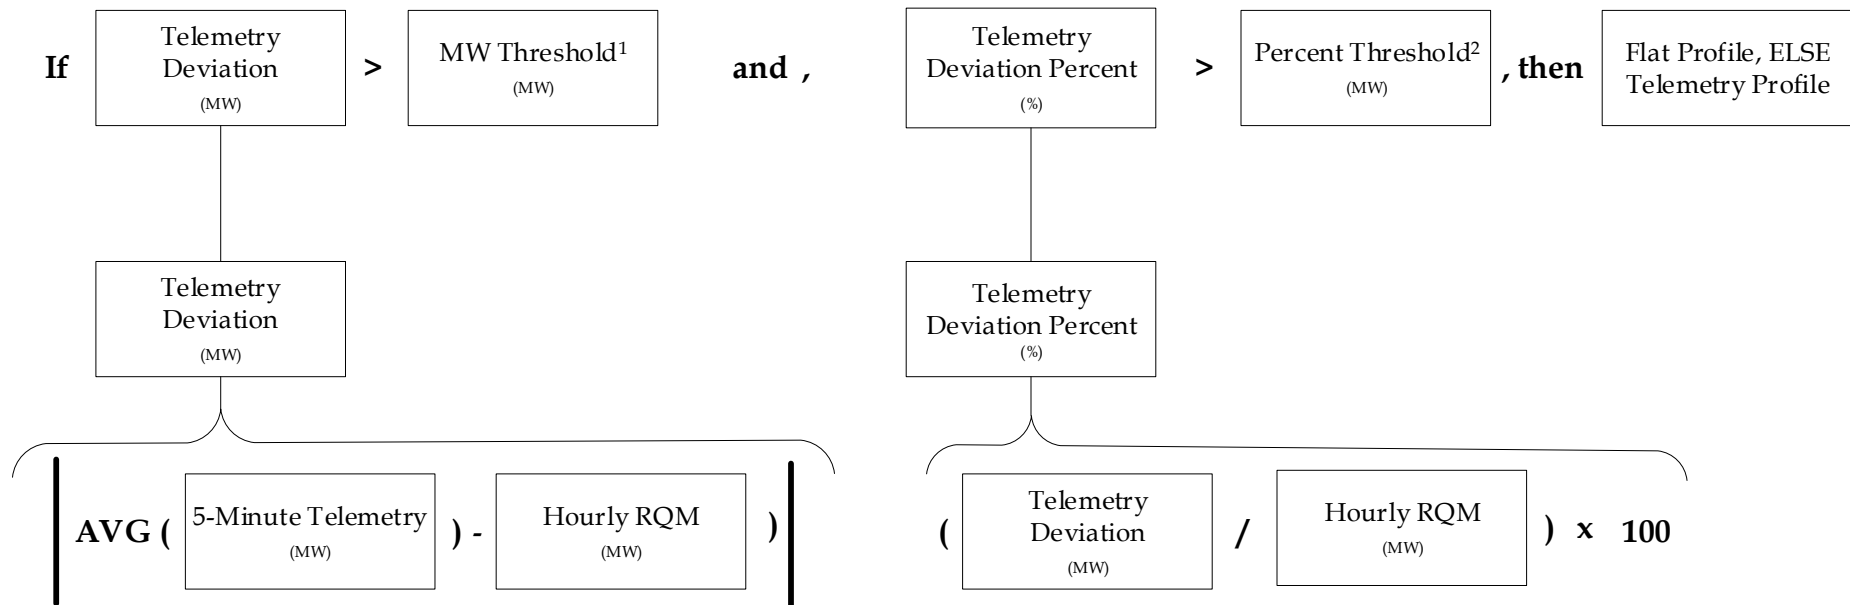 If
Telemetry
Deviation
(MW)
>
MW Threshold¹
(MW)
and ,
Telemetry
Deviation Percent
(%)
>
Percent Threshold²
(MW)
, then
Flat Profile, ELSE
Telemetry Profile
Telemetry
Deviation
(MW)
Telemetry
Deviation Percent
(%)
AVG (
5-Minute Telemetry
(MW)
) -
Hourly RQM
(MW)
)
(
Telemetry
Deviation
(MW)
/
Hourly RQM
(MW)
) x 100